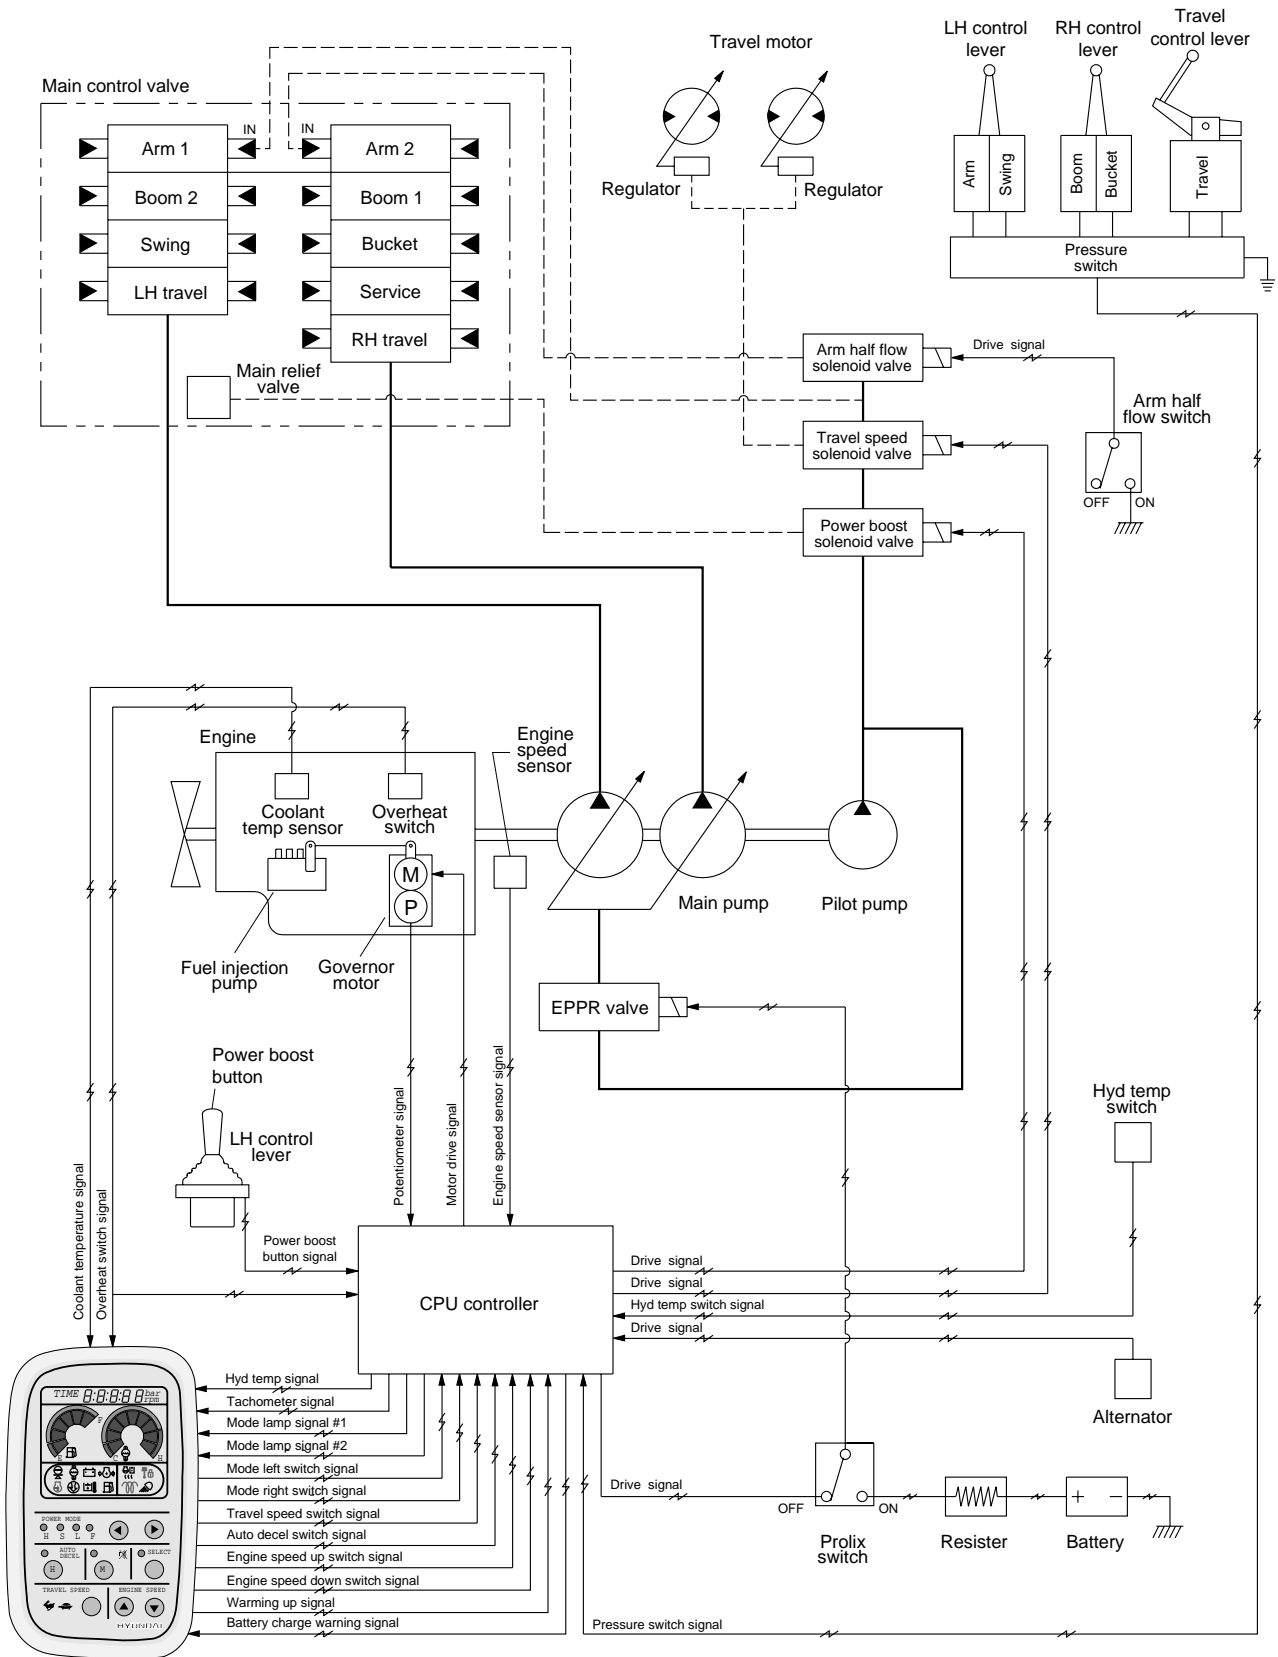 Travel
control lever
LH control
lever
RH control
lever
Travel motor
Main control valve
IN
IN
Arm 1
Arm 2
Boom 2
Boom 1
Swing
Bucket
LH travel
Service
RH travel
Regulator
Regulator
Arm
Swing
Boom
Bucket
Travel
Pressure
switch
Main relief
valve
Arm half flow
solenoid valve
Drive signal
Arm half
flow switch
OFF
ON
Travel speed
solenoid valve
Power boost
solenoid valve
Engine
Engine
speed
sensor
Coolant
temp sensor
Overheat
switch
M
P
Main pump
Pilot pump
Fuel injection
pump
Governor
motor
EPPR valve
Power boost
button
LH control
lever
Hyd temp
switch
Coolant temperature signal
Overheat switch signal
Potentiometer signal
Motor drive signal
Engine speed sensor signal
Power boost
button signal
CPU controller
Drive signal
Drive signal
Hyd temp switch signal
Drive signal
Alternator
Hyd temp signal
Tachometer signal
Mode lamp signal #1
Mode lamp signal #2
Mode left switch signal
Mode right switch signal
Travel speed switch signal
Auto decel switch signal
Engine speed up switch signal
Engine speed down switch signal
Warming up signal
Battery charge warning signal
Drive signal
OFF
ON
Prolix
switch
Resister
+
−
Battery
Pressure switch signal
TIME 8:8:8 8 8 bar
rpm
F
E
C
H
POWER MODE
H S L F
AUTO
DECEL
SELECT
H
M
TRAVEL SPEED
ENGINE SPEED
HYUNDAI